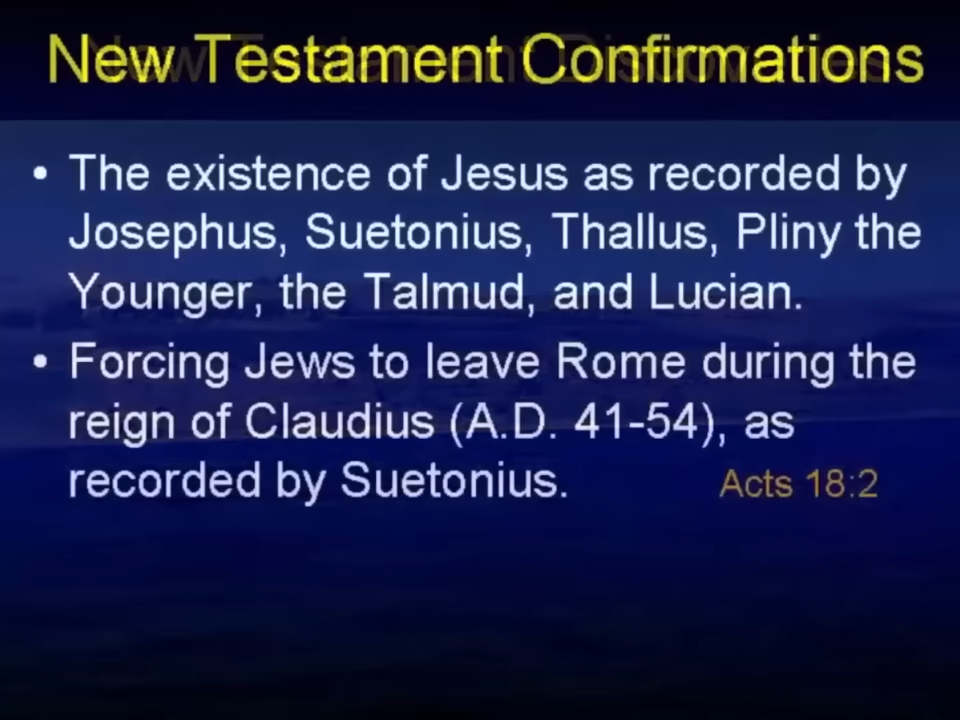 New Testament Confirmations
• The existence of Jesus as recorded by
Josephus, Suetonius, Thallus, Pliny the
Younger, the Talmud, and Lucian.
• Forcing Jews to leave Rome during the
reign of Claudius (A.D. 41-54), as
recorded by Suetonius. Acts 18:2